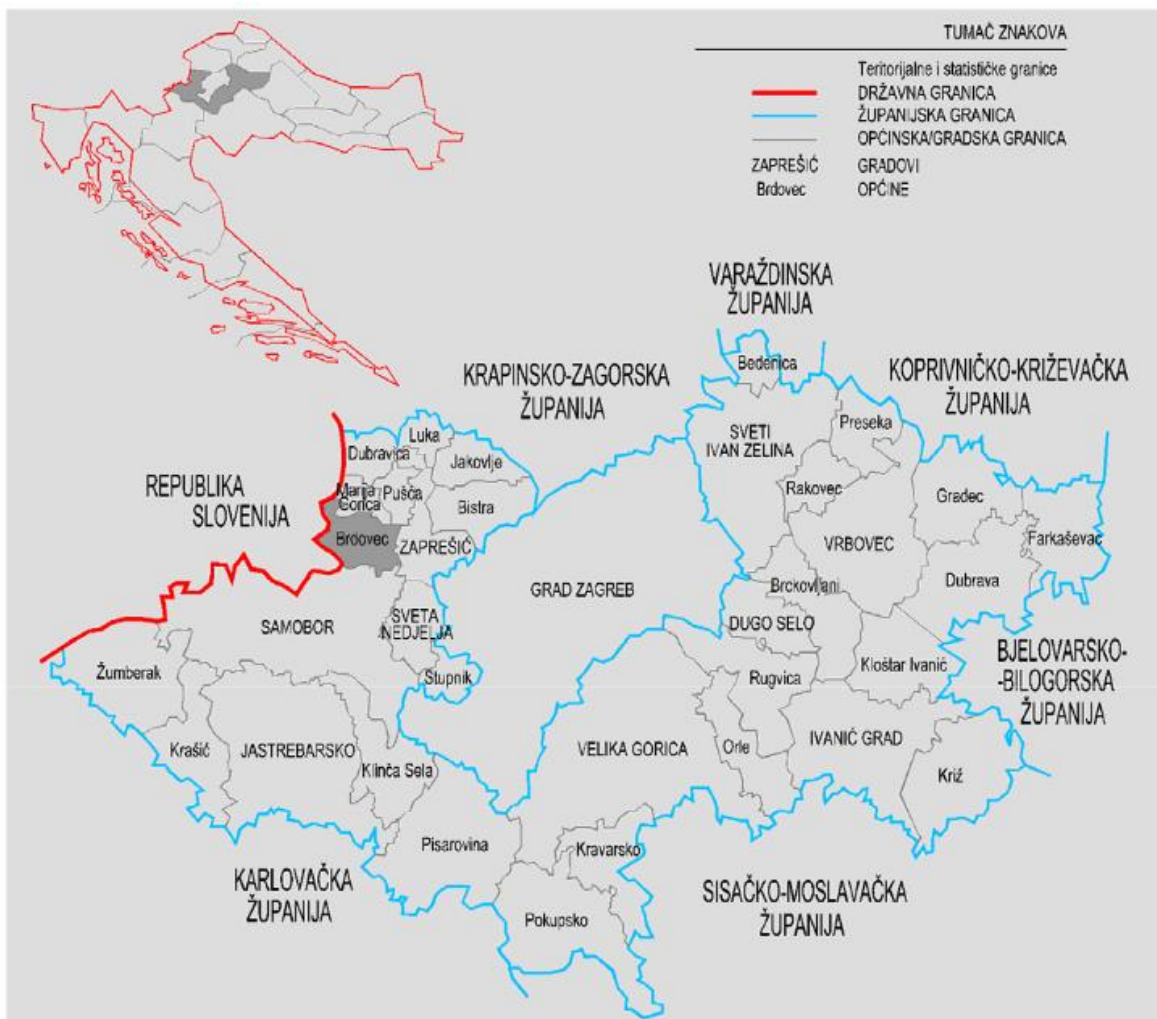 TUMAČ ZNAKOVA
Teritorijalne i statističke granice
DRŽAVNA GRANICA
ŽUPANIJSKA GRANICA
OPĆINSKA/GRADSKA GRANICA
ZAPREŠIĆ GRADOVI
Brdovec OPĆINE
VARAŽDINSKA
ŽUPANIJA
KRAPINSKO-ZAGORSKA
ŽUPANIJA
KOPRIVNIČKO-KRIŽEVAČKA
ŽUPANIJA
REPUBLIKA
SLOVENIJA
Bedenica
Preseka
SVETI
IVAN ZELINA
Luka
Dubravica
Jakovlje
Marija
Gorica
Pušća
Bistra
Rakovec
Gradec
Brdovec
ZAPREŠIĆ
VRBOVEC
Farkaševac
GRAD ZAGREB
Brckovljani
Dubrava
SAMOBOR
SVETA
NEDJELJA
DUGO SELO
Žumberak
Stupnik
Rugvica
Kloštar Ivanić
BJELOVARSKO-
-BILOGORSKA
ŽUPANIJA
Krašić
JASTREBARSKO
Klinča Sela
VELIKA GORICA
Orle
IVANIĆ GRAD
Križ
Pisarovina
Kravarsko
KARLOVAČKA
ŽUPANIJA
Pokupsko
SISAČKO-MOSLAVAČKA
ŽUPANIJA